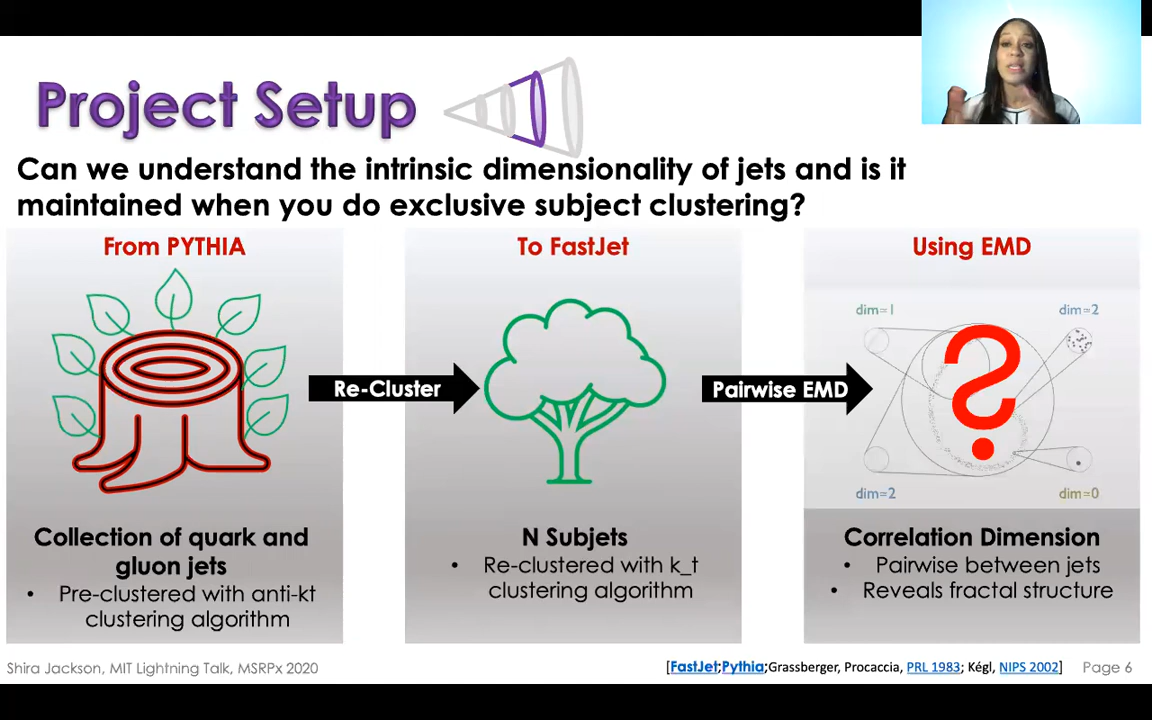 Project Setup
Can we understand the intrinsic dimensionality of jets and is it
maintained when you do exclusive subject clustering?
From PYTHIA
Collection of quark and
gluon jets
• Pre-clustered with anti-kt
clustering algorithm
Re-Cluster
To FastJet
N Subjets
• Re-clustered with k_t
clustering algorithm
Pairwise EMD
Using EMD
dim=1
dim=2
?
dim=2
dim=0
Correlation Dimension
• Pairwise between jets
• Reveals fractal structure
Shira Jackson, MIT Lightning Talk, MSRPx 2020
[FastJet;Pythia;Grassberger, Procaccia, PRL 1983; Kégl, NIPS 2002]
Page 6